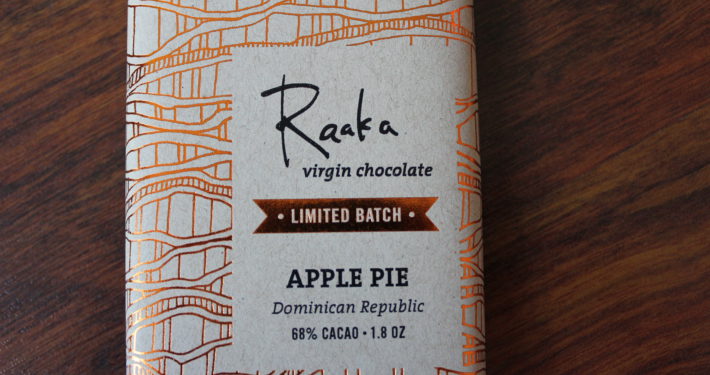 Raaka
virgin chocolate
• LIMITED BATCH •
APPLE PIE
Dominican Republic
68% CACAO • 1.8 OZ